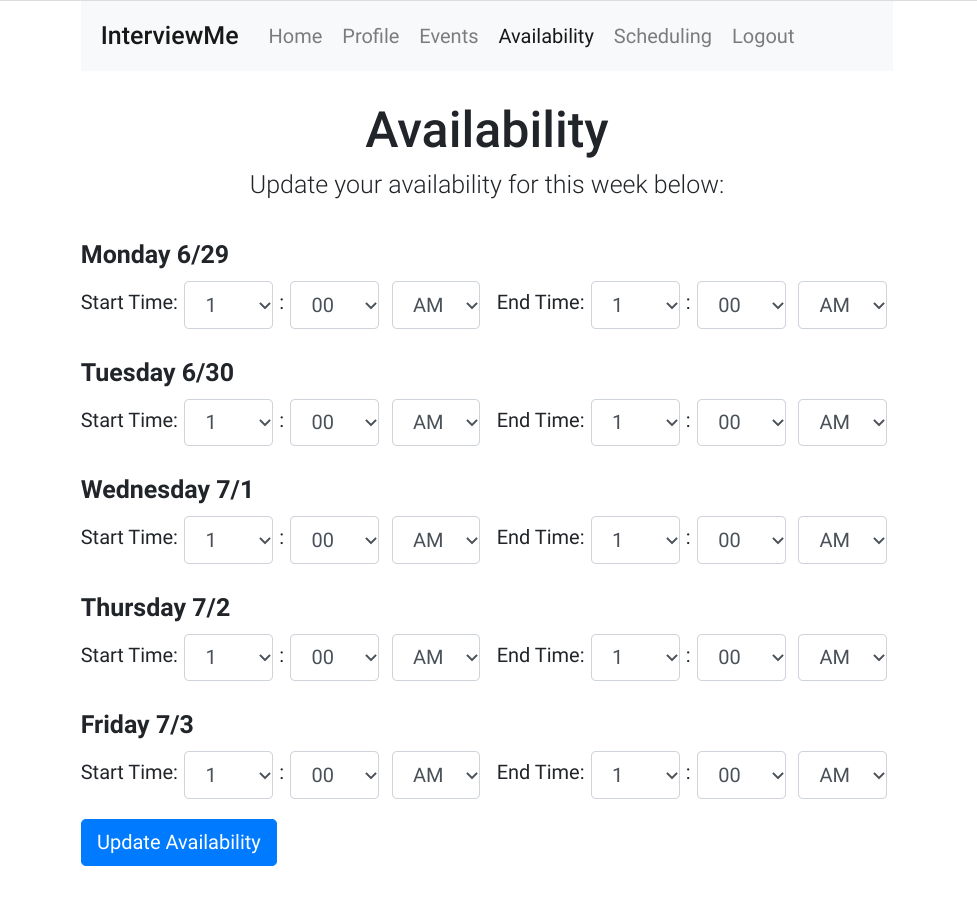 InterviewMe Home Profile Events Availability Scheduling Logout
Availability
Update your availability for this week below:
Monday 6/29
Start Time: 1 : 00 AM End Time: 1 : 00 AM
Tuesday 6/30
Start Time: 1 : 00 AM End Time: 1 : 00 AM
Wednesday 7/1
Start Time: 1 : 00 AM End Time: 1 : 00 AM
Thursday 7/2
Start Time: 1 : 00 AM End Time: 1 : 00 AM
Friday 7/3
Start Time: 1 : 00 AM End Time: 1 : 00 AM
Update Availability